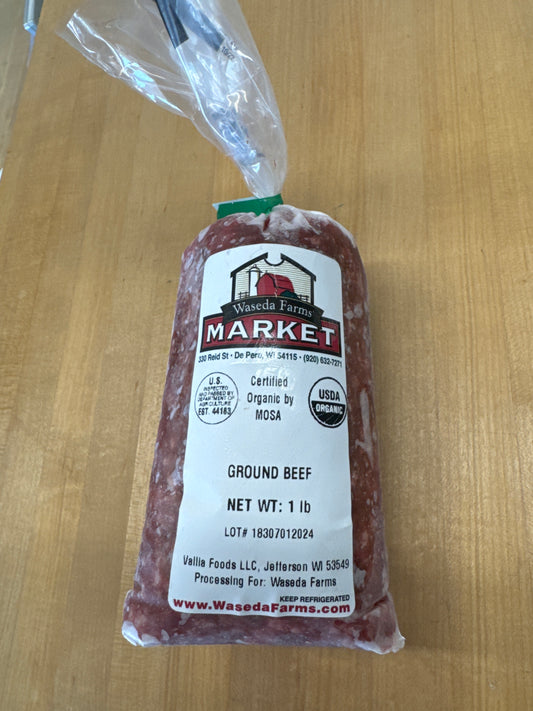 Waseda Farms
MARKET
330 Reid St • De Pere, WI 54115 • (920) 632-7271
U.S.
INSPECTED
AND PASSED BY
DEPARTMENT OF
AGRICULTURE
EST. 44183
Certified
Organic by
MOSA
USDA
ORGANIC
GROUND BEEF
NET WT: 1 lb
LOT# 18307012024
Vallia Foods LLC, Jefferson WI 53549
Processing For: Waseda Farms
KEEP REFRIGERATED
www.WasedaFarms.com